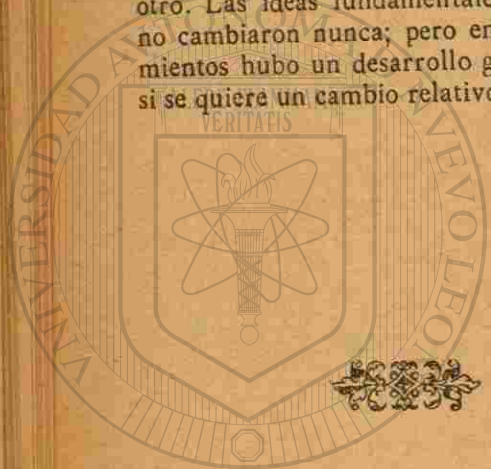 otro. Las ideas fundamentale
no cambiaron nunca; pero en
mientos hubo un desarrollo g
si se quiere un cambio relativo
VERITATIS